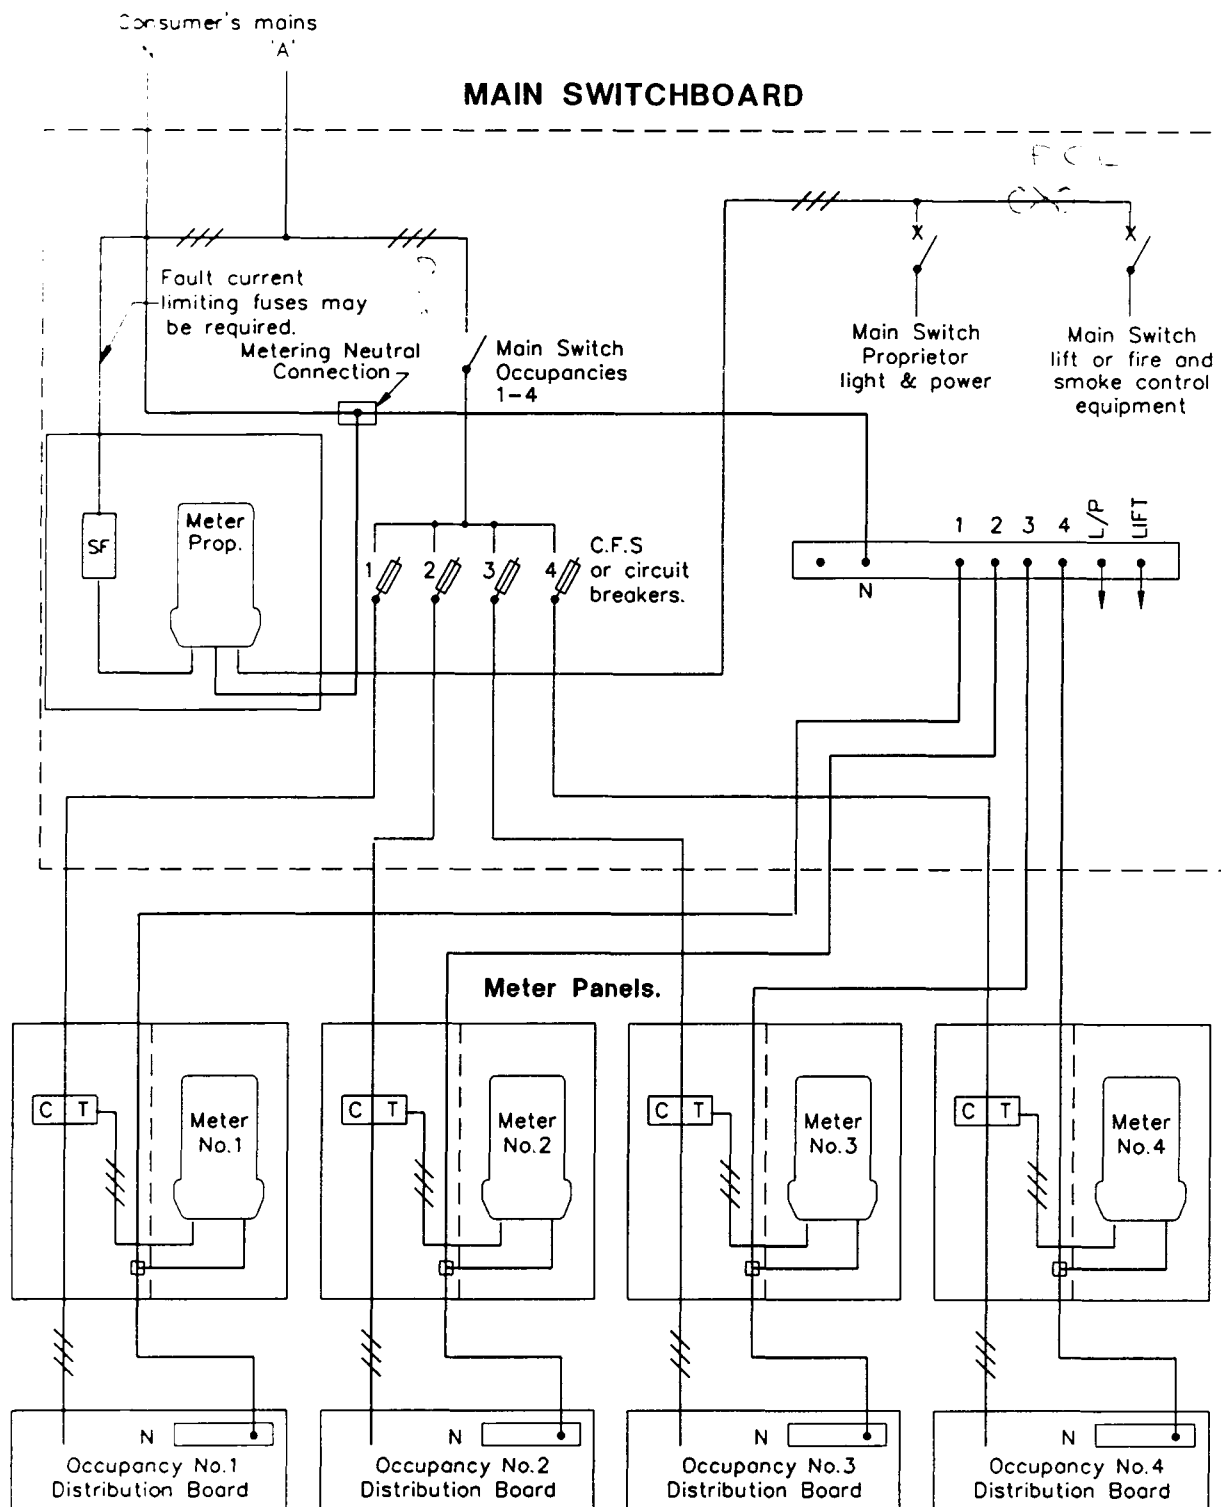 Consumer's mains
'A'
MAIN SWITCHBOARD
F C L
Fault current
limiting fuses may
be required.
Metering Neutral
Connection
Main Switch
Occupancies
1-4
Main Switch
Proprietor
light & power
Main Switch
lift or fire and
smoke control
equipment
SF
Meter
Prop.
1
2
3
4
C.F.S
or circuit
breakers.
1 2 3 4 L/P LIFT
N
Meter Panels.
C T
Meter
No.1
C T
Meter
No.2
C T
Meter
No.3
C T
Meter
No.4
N
Occupancy No.1
Distribution Board
N
Occupancy No.2
Distribution Board
N
Occupancy No.3
Distribution Board
N
Occupancy No.4
Distribution Board